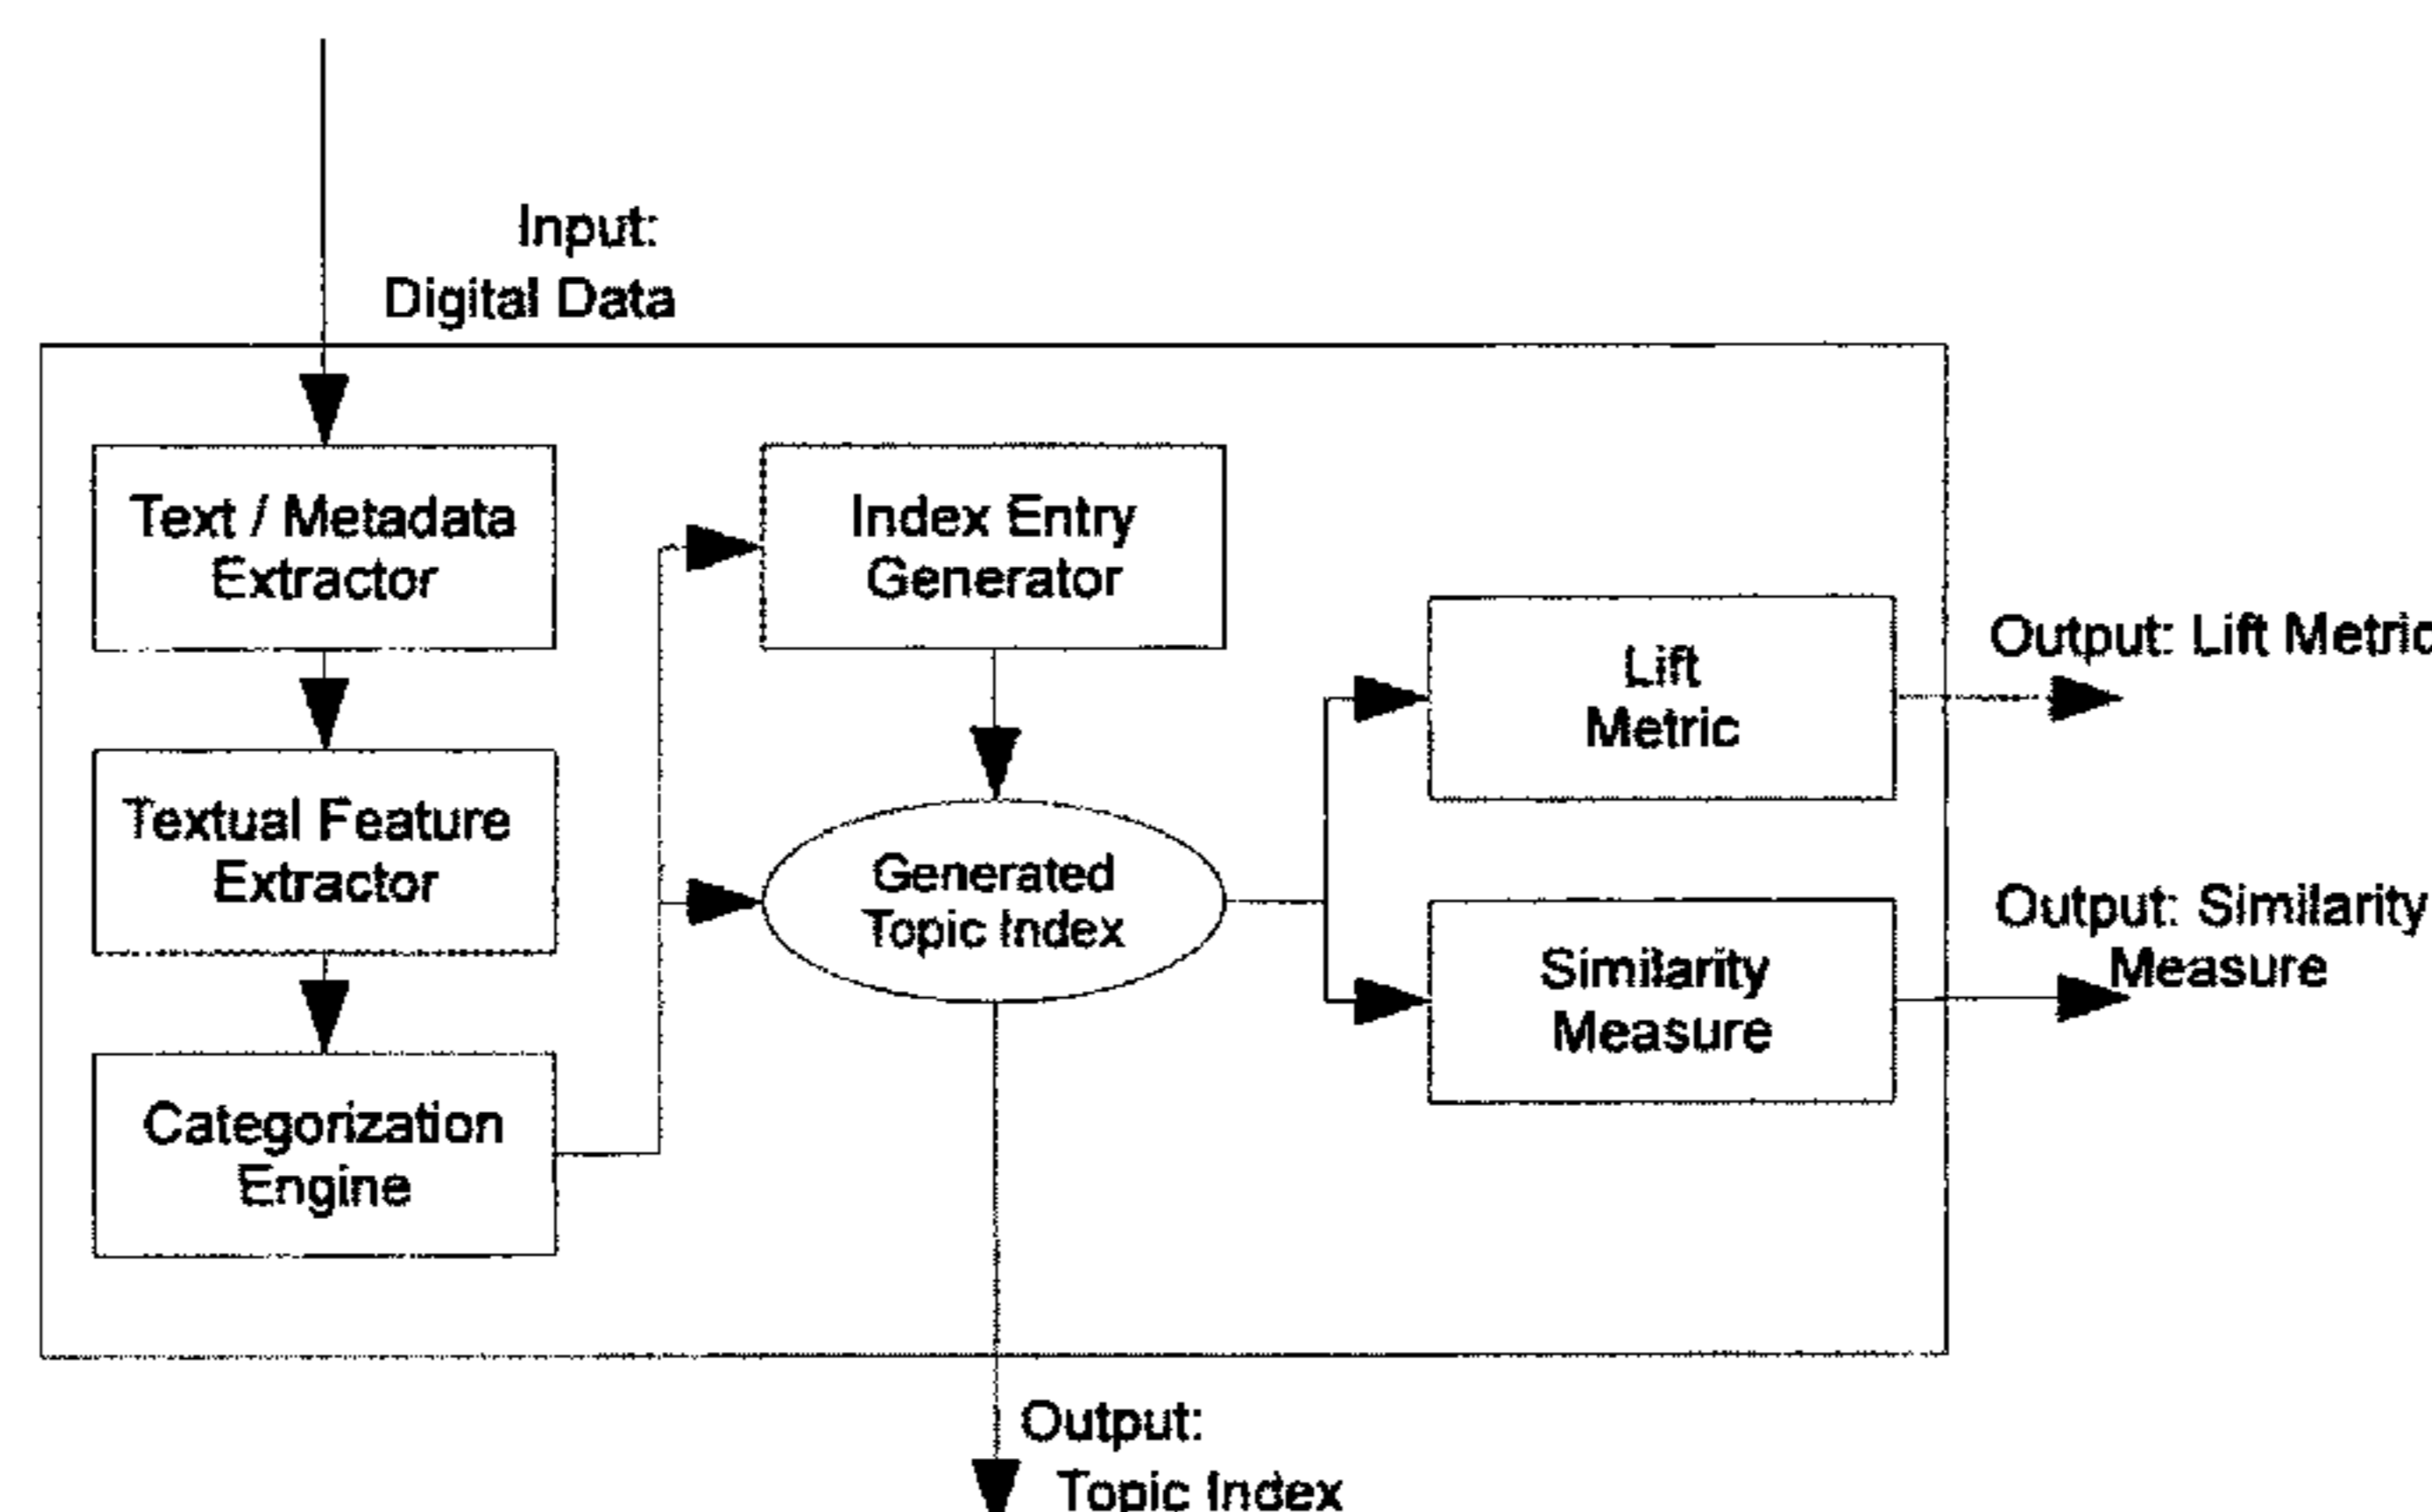 Input:
Digital Data
Text / Metadata
Extractor
Index Entry
Generator
Lift
Metric
Output: Lift Metric
Textual Feature
Extractor
Generated
Topic Index
Output: Similarity
Measure
Similarity
Measure
Categorization
Engine
Output:
Topic Index